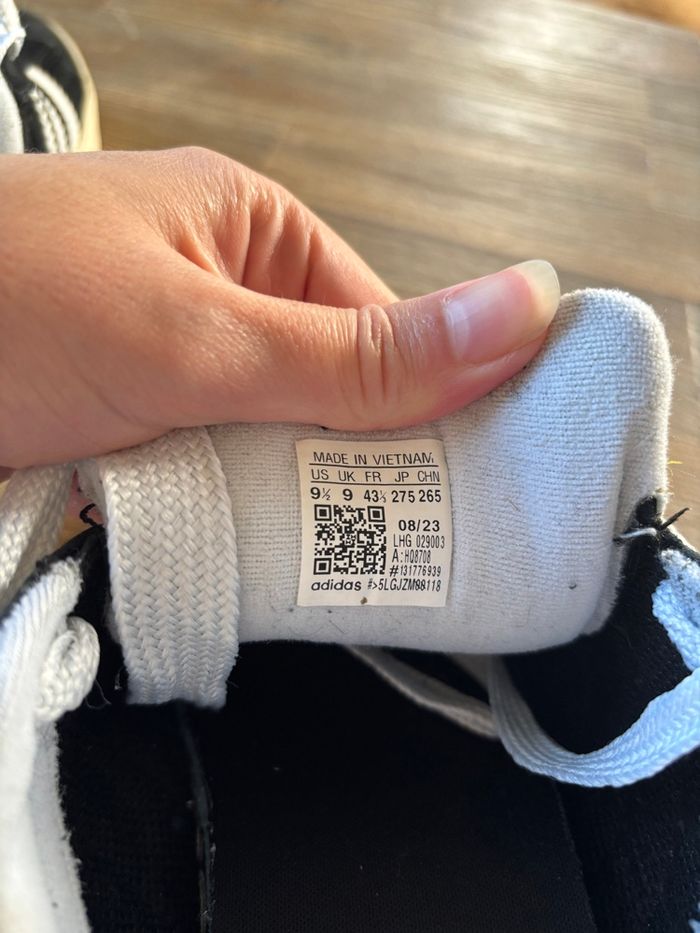 MADE IN VIETNAM
US UK FR JP CHN
9½ 9 43⅓ 275 265
08/23
LHG 029003
A:HQ8708
#131776939
adidas #>5LGJZM98118